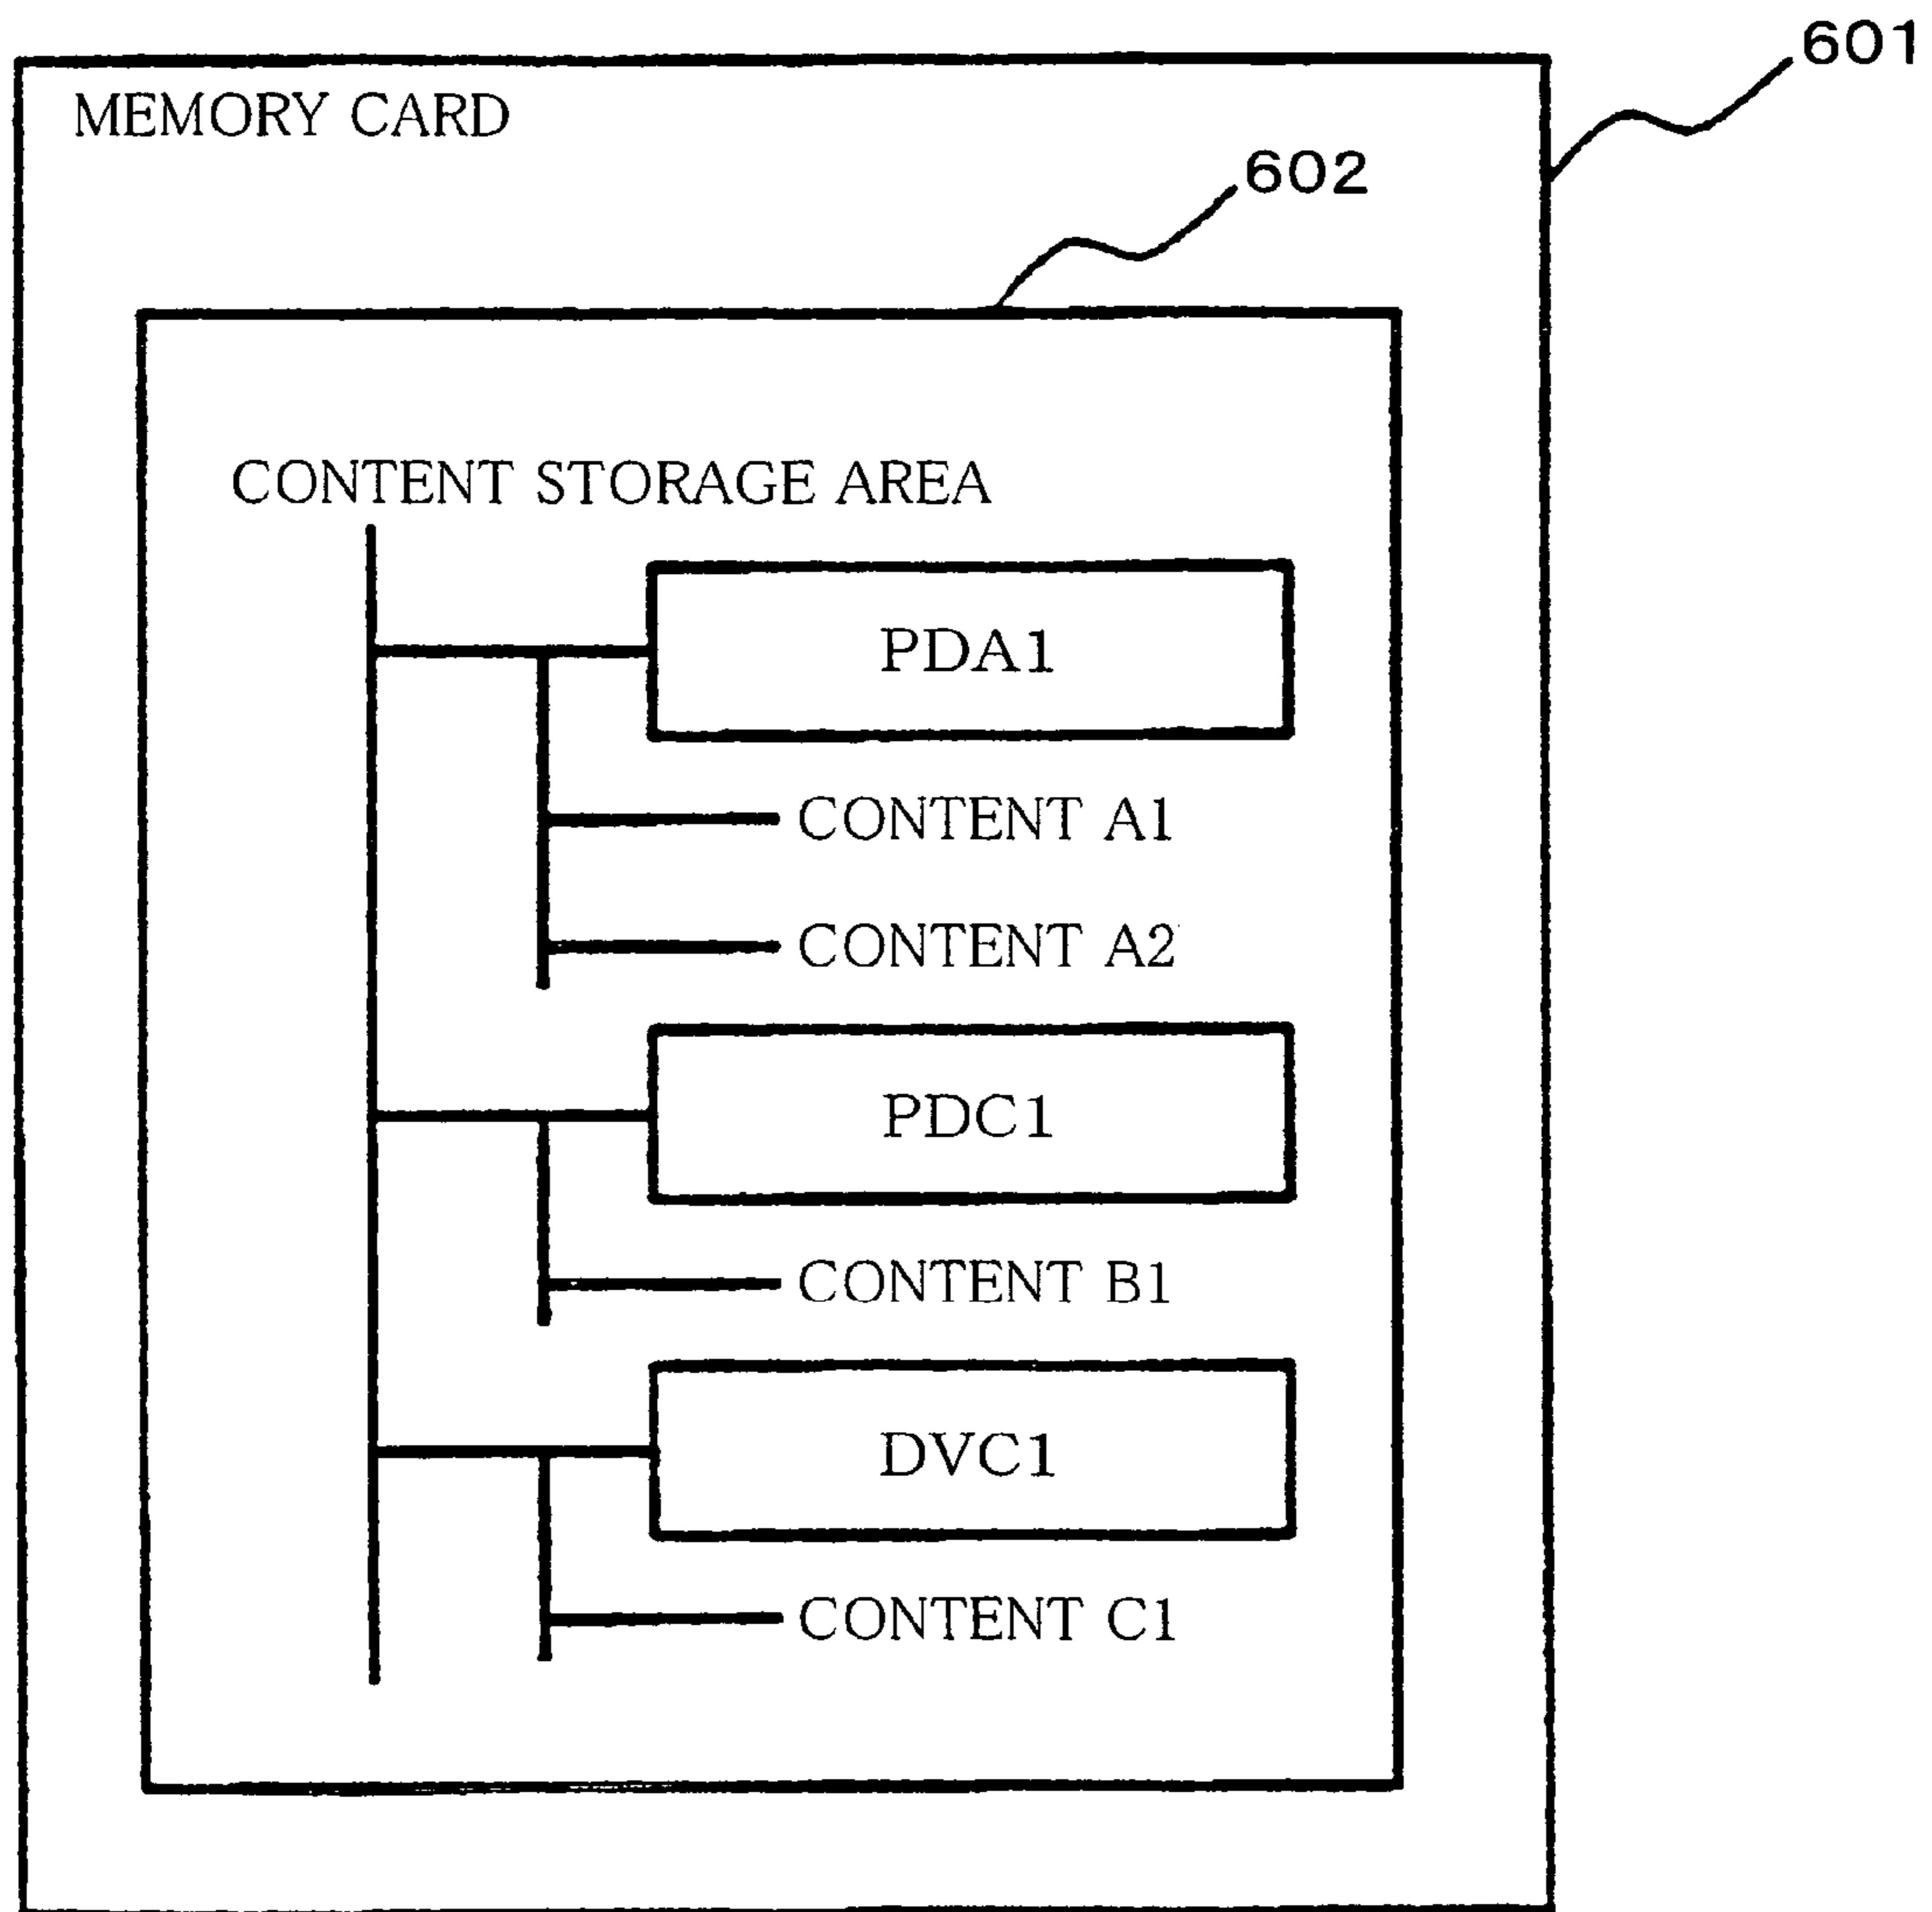 601
MEMORY CARD
602
CONTENT STORAGE AREA
PDA1
CONTENT A1
CONTENT A2
PDC1
CONTENT B1
DVC1
CONTENT C1